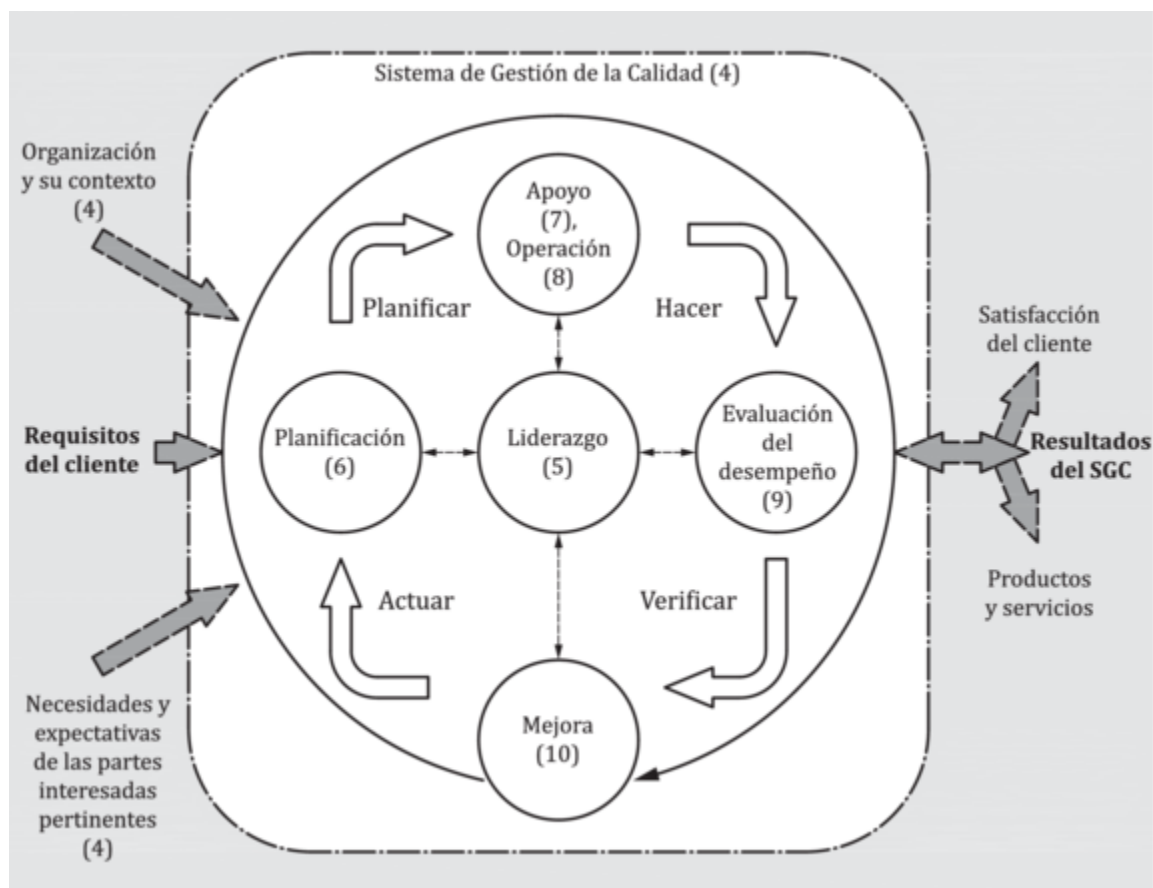 Sistema de Gestión de la Calidad (4)
Organización
y su contexto
(4)
Apoyo
(7),
Operación
(8)
Planificar
Hacer
Satisfacción
del cliente
Requisitos
del cliente
Planificación
(6)
Liderazgo
(5)
Evaluación
del
desempeño
(9)
Resultados
del SGC
Actuar
Verificar
Productos
y servicios
Necesidades y
expectativas
de las partes
interesadas
pertinentes
(4)
Mejora
(10)